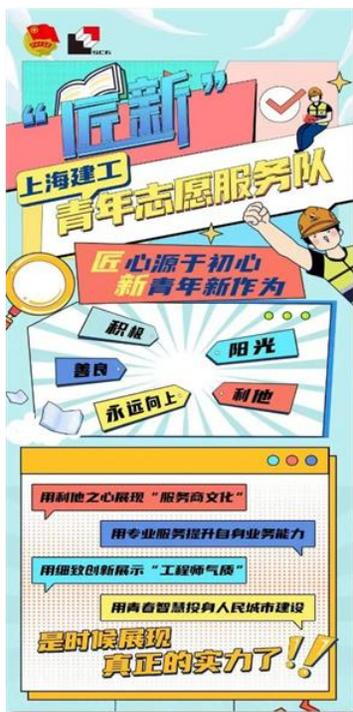 SCG
“匠新”
上海建工
青年志愿服务队
匠心源于初心
新青年新作为
积极
阳光
善良
利他
永远向上
用利他之心展现“服务商文化”
用专业服务提升自身业务能力
用细致创新展示“工程师气质”
用青春智慧投身人民城市建设
是时候展现
真正的实力了!!